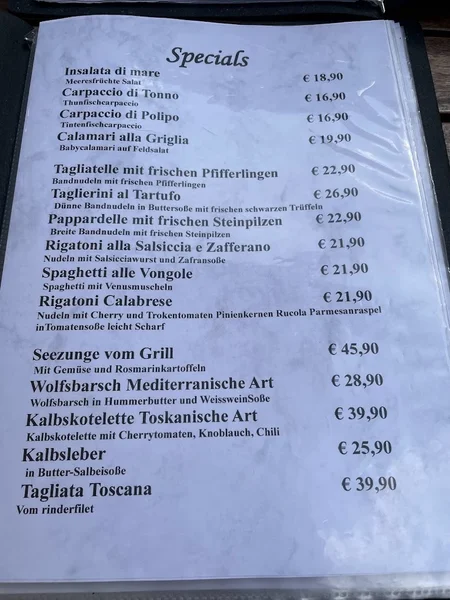 Specials
Insalata di mare € 18,90
Meeresfrüchte Salat
Carpaccio di Tonno € 16,90
Thunfischcarpaccio
Carpaccio di Polipo € 16,90
Tintenfischcarpaccio
Calamari alla Griglia € 19,90
Babycalamari auf Feldsalat
Tagliatelle mit frischen Pfifferlingen € 22,90
Bandnudeln mit frischen Pfifferlingen
Taglierini al Tartufo € 26,90
Dünne Bandnudeln in Buttersoße mit frischen schwarzen Trüffeln
Pappardelle mit frischen Steinpilzen € 22,90
Breite Bandnudeln mit frischen Steinpilzen
Rigatoni alla Salsiccia e Zafferano € 21,90
Nudeln mit Salsicciawurst und Zafransoße
Spaghetti alle Vongole € 21,90
Spaghetti mit Venusmuscheln
Rigatoni Calabrese € 21,90
Nudeln mit Cherry und Trokentomaten Pinienkernen Rucola Parmesanraspel
inTomatensoße leicht Scharf
Seezunge vom Grill € 45,90
Mit Gemüse und Rosmarinkartoffeln
Wolfsbarsch Mediterranische Art € 28,90
Wolfsbarsch in Hummerbutter und WeissweinSoße
Kalbskotelette Toskanische Art € 39,90
Kalbskotelette mit Cherrytomaten, Knoblauch, Chili
Kalbsleber € 25,90
in Butter-Salbeisoße
Tagliata Toscana € 39,90
Vom rinderfilet